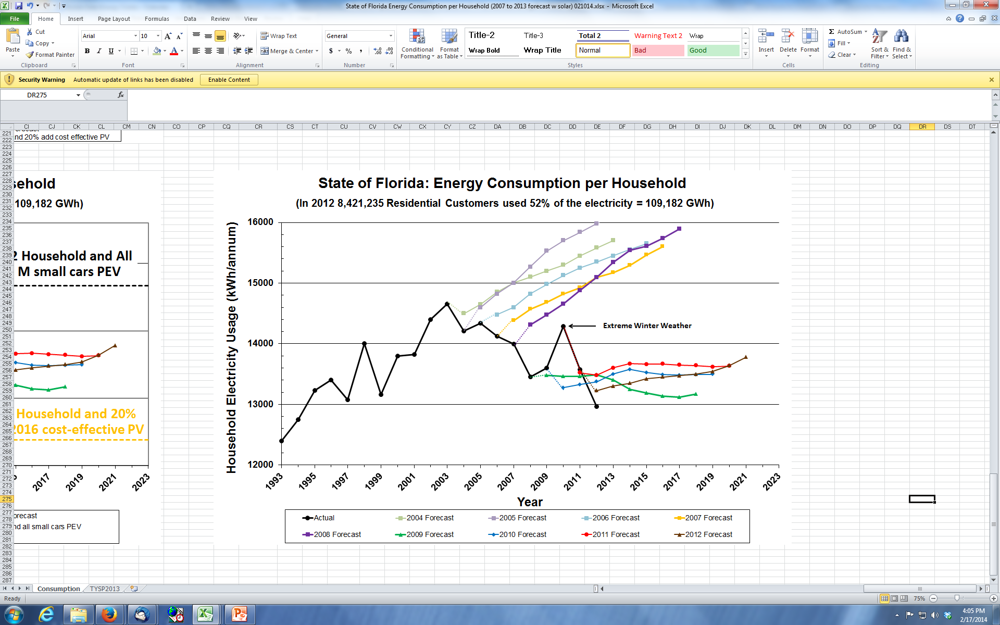 State of Florida Energy Consumption per Household (2007 to 2013 forecast w solar) 021014.xlsx - Microsoft Excel
File Home Insert Page Layout Formulas Data Review View
Paste Cut Copy Format Painter
Arial 10
B I U
Wrap Text
Merge & Center
General
$ % ,
Conditional Formatting
Format as Table
Title-2 Title-3 Total 2 Warning Text 2 Wrap
Wrap Bold Wrap Title Normal Bad Good
Insert Delete Format
Σ AutoSum
Fill
Clear
Sort & Filter
Find & Select
Clipboard Font Alignment Number Styles Cells Editing
Security Warning Automatic update of links has been disabled Enable Content
DR275 fx
CI CJ CK CL CM CN CO CP CQ CR CS CT CU CV CW CX CY CZ DA DB DC DD DE DF DG DH DI DJ DK DL DM DN DO DP DQ DR DS DT
221
222
223
224
225
226
227
228
229
230
231
232
233
234
235
236
237
238
239
240
241
242
243
244
245
246
247
248
249
250
251
252
253
254
255
256
257
258
259
260
261
262
263
264
265
266
267
268
269
270
271
272
273
274
275
276
277
278
279
280
281
282
283
284
285
286
287
nd 20% add cost effective PV
sehold
109,182 GWh)
2 Household and All
M small cars PEV
Household and 20%
2016 cost-effective PV
2017 2019 2021 2023
orecast
nd all small cars PEV
State of Florida: Energy Consumption per Household
(In 2012 8,421,235 Residential Customers used 52% of the electricity = 109,182 GWh)
Household Electricity Usage (kWh/annum)
16000
15000
14000
13000
12000
Extreme Winter Weather
1993 1995 1997 1999 2001 2003 2005 2007 2009 2011 2013 2015 2017 2019 2021 2023
Year
Actual 2004 Forecast 2005 Forecast 2006 Forecast 2007 Forecast
2008 Forecast 2009 Forecast 2010 Forecast 2011 Forecast 2012 Forecast
Consumption TYSP2013
Ready 75%
4:05 PM
2/17/2014